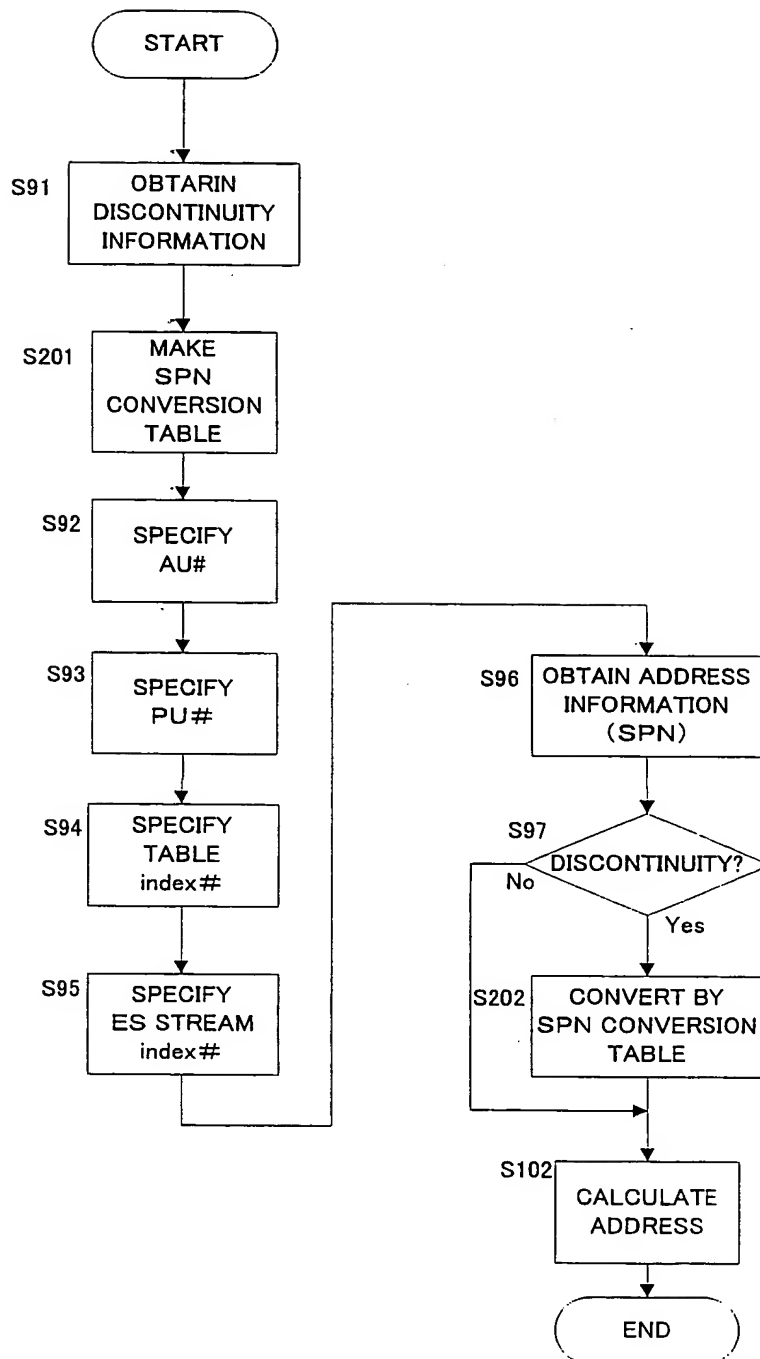 START
S91
OBTARIN
DISCONTINUITY
INFORMATION
S201
MAKE
SPN
CONVERSION
TABLE
S92
SPECIFY
AU#
S93
SPECIFY
PU#
S94
SPECIFY
TABLE
index#
S95
SPECIFY
ES STREAM
index#
S96
OBTAIN ADDRESS
INFORMATION
(SPN)
S97
DISCONTINUITY?
No
Yes
S202
CONVERT BY
SPN CONVERSION
TABLE
S102
CALCULATE
ADDRESS
END